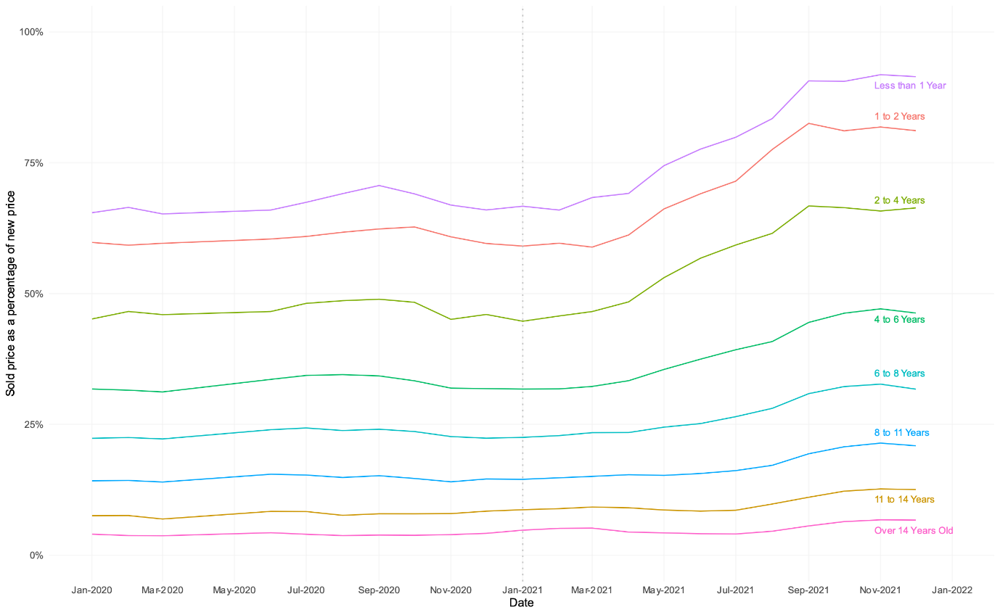 100%
Less than 1 Year
1 to 2 Years
75%
2 to 4 Years
Sold price as a percentage of new price
50%
4 to 6 Years
6 to 8 Years
25%
8 to 11 Years
11 to 14 Years
Over 14 Years Old
0%
Jan-2020 Mar-2020 May-2020 Jul-2020 Sep-2020 Nov-2020 Jan-2021 Mar-2021 May-2021 Jul-2021 Sep-2021 Nov-2021 Jan-2022
Date